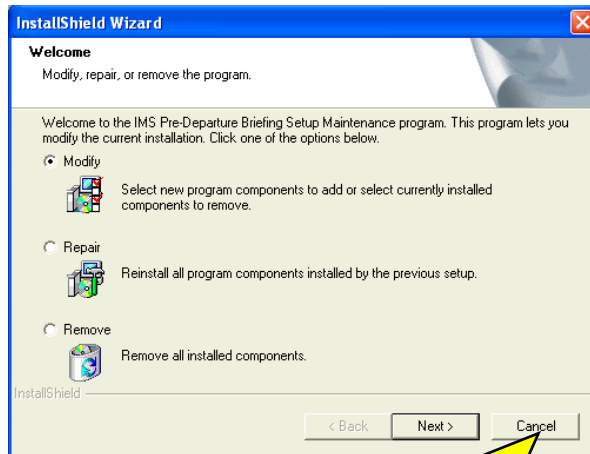 InstallShield Wizard
Welcome
Modify, repair, or remove the program.
Welcome to the IMS Pre-Departure Briefing Setup Maintenance program. This program lets you
modify the current installation. Click one of the options below.
Modify
Select new program components to add or select currently installed
components to remove.
Repair
Reinstall all program components installed by the previous setup.
Remove
Remove all installed components.
InstallShield
< Back
Next >
Cancel